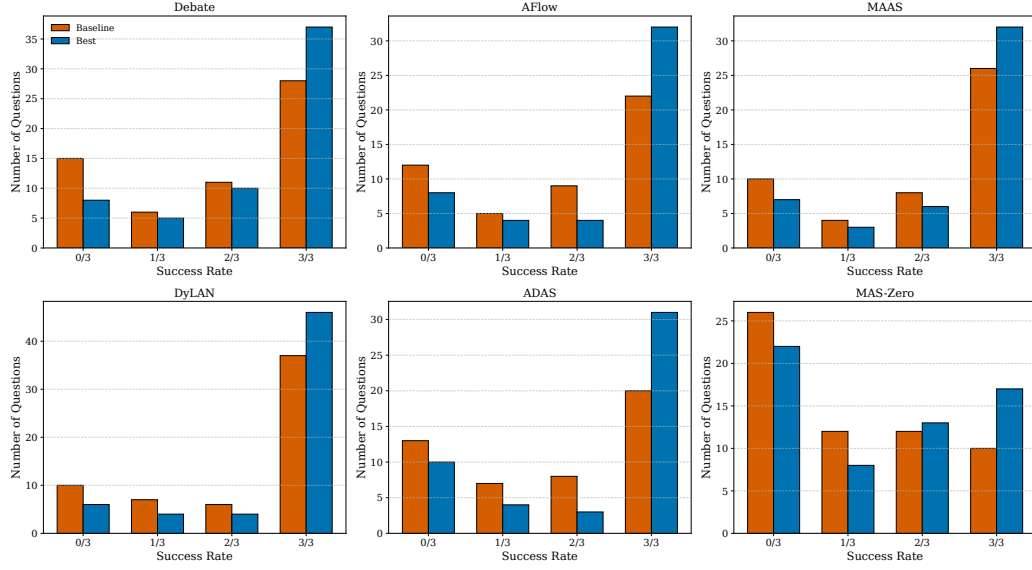 Debate
Number of Questions
35
30
25
20
15
10
5
0
Baseline
Best
0/3 1/3 2/3 3/3
Success Rate
AFlow
Number of Questions
30
25
20
15
10
5
0
0/3 1/3 2/3 3/3
Success Rate
MAAS
Number of Questions
30
25
20
15
10
5
0
0/3 1/3 2/3 3/3
Success Rate
DyLAN
Number of Questions
40
30
20
10
0
0/3 1/3 2/3 3/3
Success Rate
ADAS
Number of Questions
30
25
20
15
10
5
0
0/3 1/3 2/3 3/3
Success Rate
MAS-Zero
Number of Questions
25
20
15
10
5
0
0/3 1/3 2/3 3/3
Success Rate